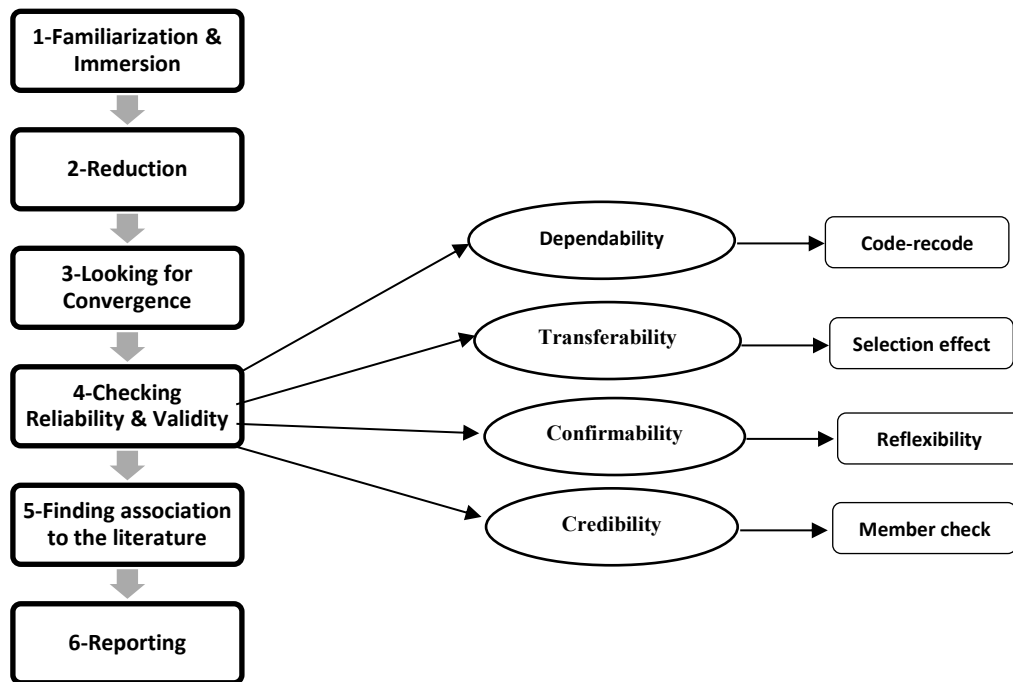 1-Familiarization &
Immersion
2-Reduction
3-Looking for
Convergence
4-Checking
Reliability & Validity
5-Finding association
to the literature
6-Reporting
Dependability
Code-recode
Transferability
Selection effect
Confirmability
Reflexibility
Credibility
Member check